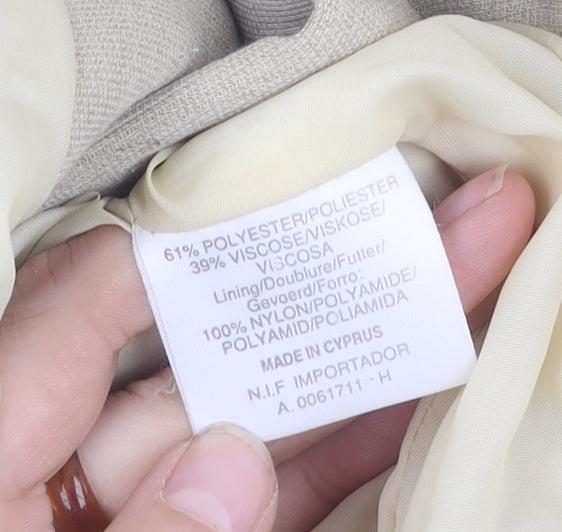 61% POLYESTER/POLIESTER
39% VISCOSE/VISKOSE/
VISCOSA
Lining/Doublure/Futter/
Gevoerd/Forro:
100% NYLON/POLYAMIDE/
POLYAMID/POLIAMIDA
MADE IN CYPRUS
N.I.F IMPORTADOR
A. 0061711 - H